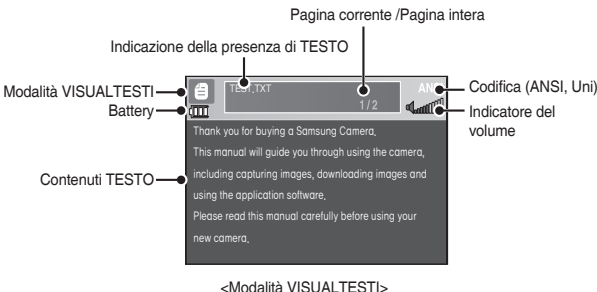 Pagina corrente /Pagina intera
Indicazione della presenza di TESTO
Modalità VISUALTESTI
Battery
TEST.TXT
1 / 2
Codifica (ANSI, Uni)
Indicatore del
volume
Contenuti TESTO
Thank you for buying a Samsung Camera.
This manual will guide you through using the camera,
including capturing images, downloading images and
using the application software.
Please read this manual carefully before using your
new camera.
<Modalità VISUALTESTI>